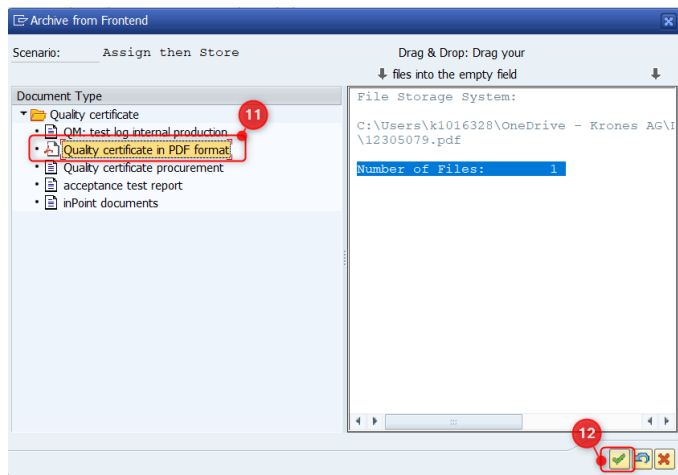 Archive from Frontend
Scenario: Assign then Store
Drag & Drop: Drag your
files into the empty field
Document Type
Quality certificate
11
QM: test log internal production
Quality certificate in PDF format
Quality certificate procurement
acceptance test report
inPoint documents
File Storage System:
C:\Users\k1016328\OneDrive - Krones AG\
\12305079.pdf
Number of Files: 1
12